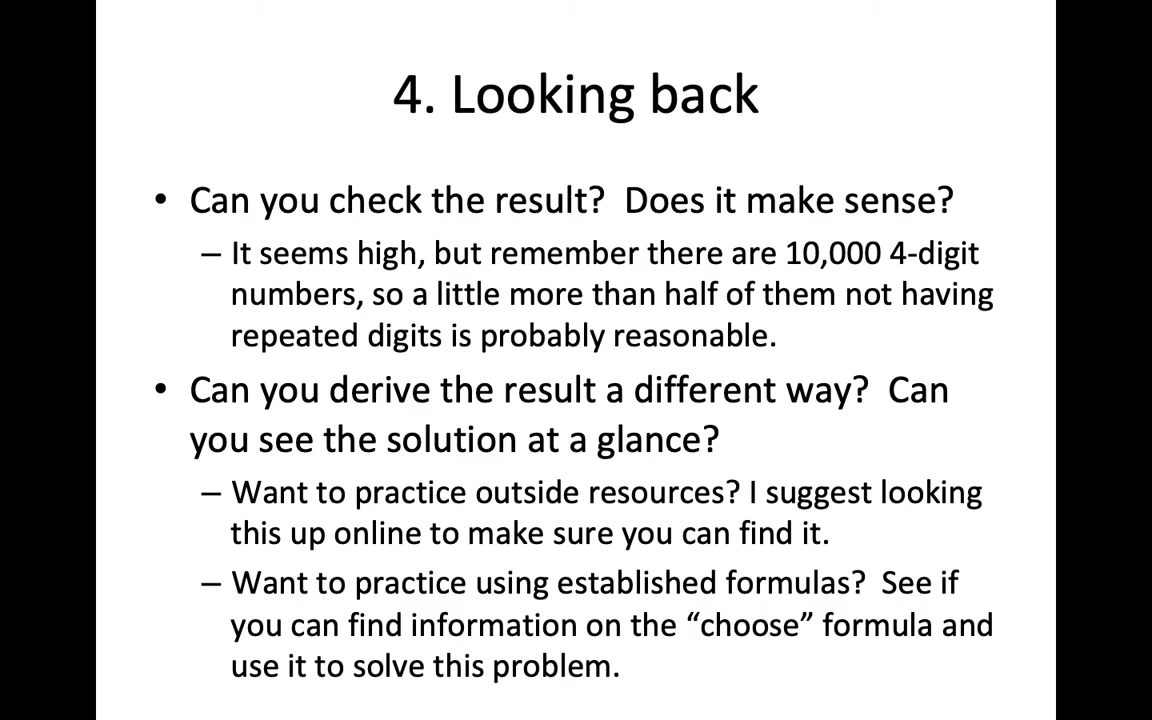 4. Looking back
• Can you check the result?  Does it make sense?
– It seems high, but remember there are 10,000 4-digit
numbers, so a little more than half of them not having
repeated digits is probably reasonable.
• Can you derive the result a different way?  Can
you see the solution at a glance?
– Want to practice outside resources? I suggest looking
this up online to make sure you can find it.
– Want to practice using established formulas?  See if
you can find information on the “choose” formula and
use it to solve this problem.